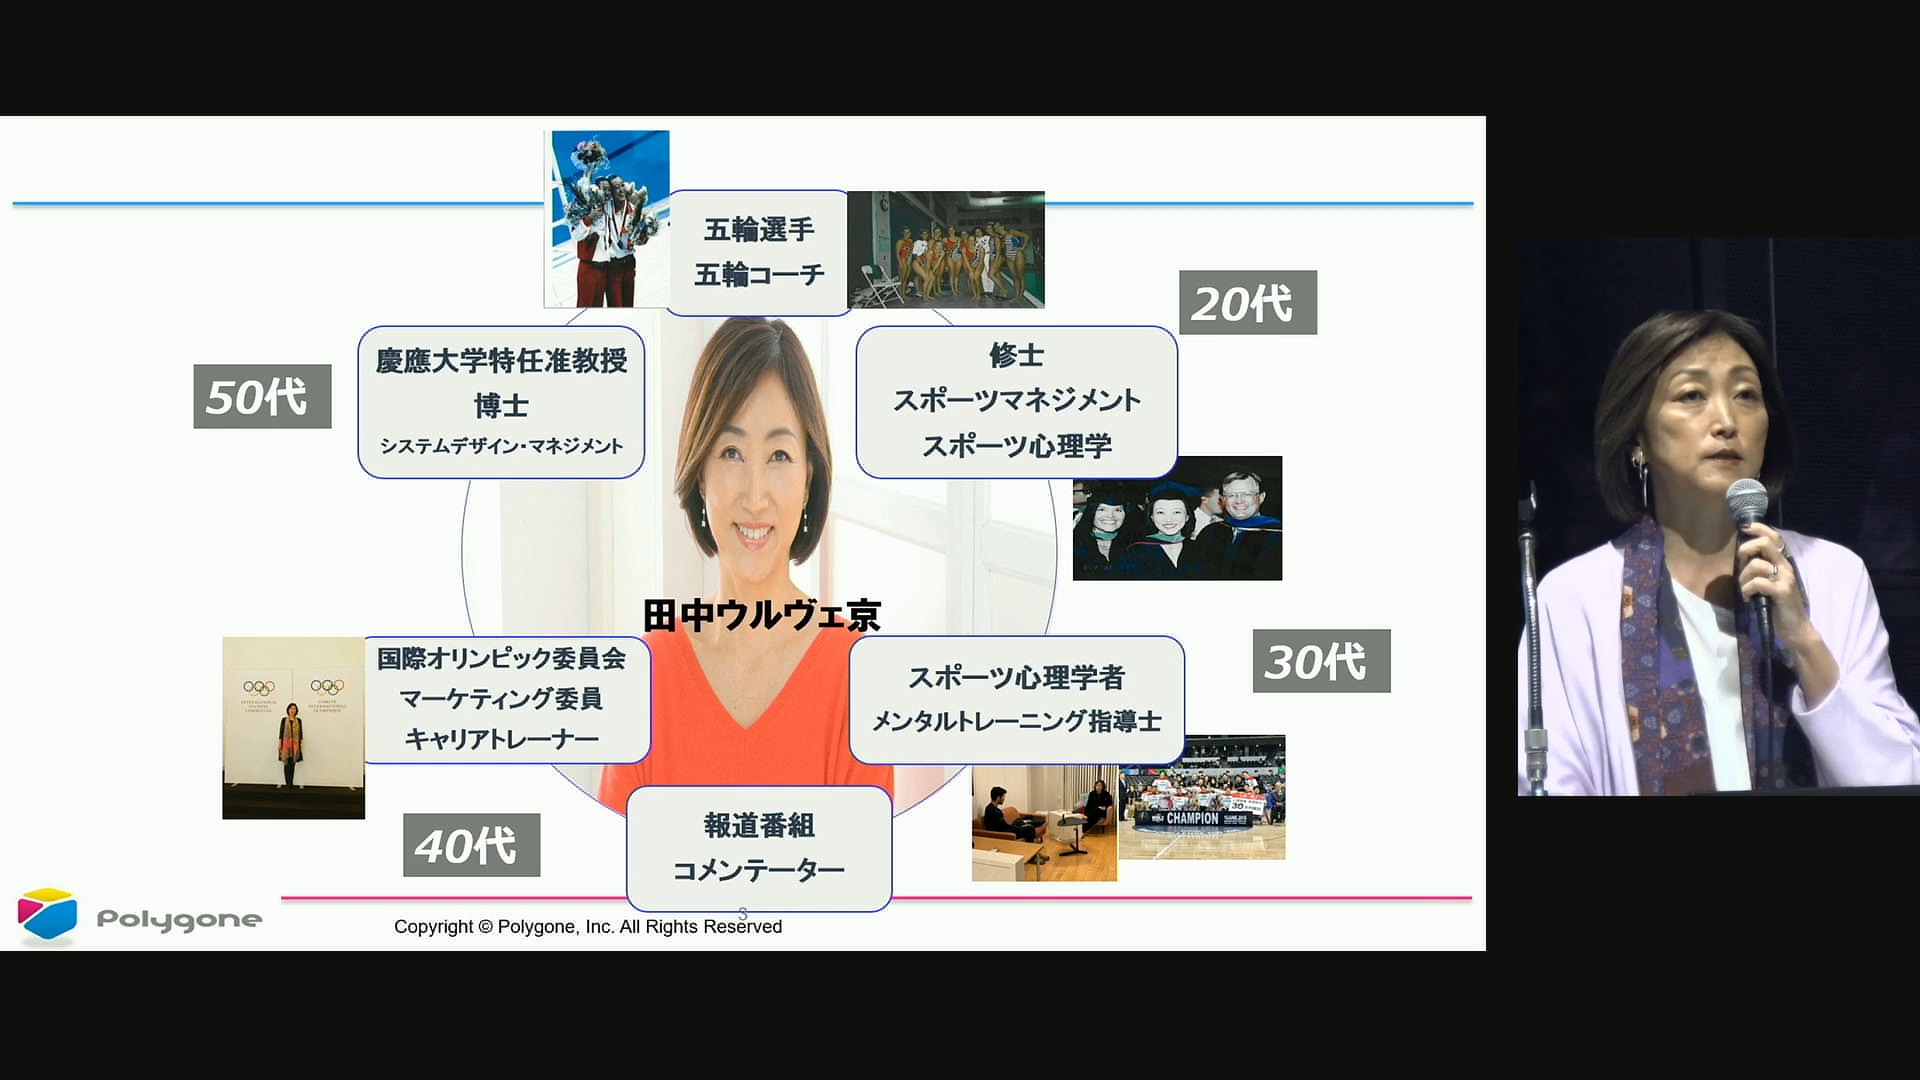 五輪選手
五輪コーチ
20代
修士
スポーツマネジメント
スポーツ心理学
50代
慶應大学特任准教授
博士
システムデザイン・マネジメント
田中ウルヴェ京
30代
スポーツ心理学者
メンタルトレーニング指導士
CHAMPION
国際オリンピック委員会
マーケティング委員
キャリアトレーナー
INTERNATIONAL
OLYMPIC
COMMITTEE
COMITÉ
INTERNATIONAL
OLYMPIQUE
40代
報道番組
コメンテーター
3
Polygone
Copyright © Polygone, Inc. All Rights Reserved